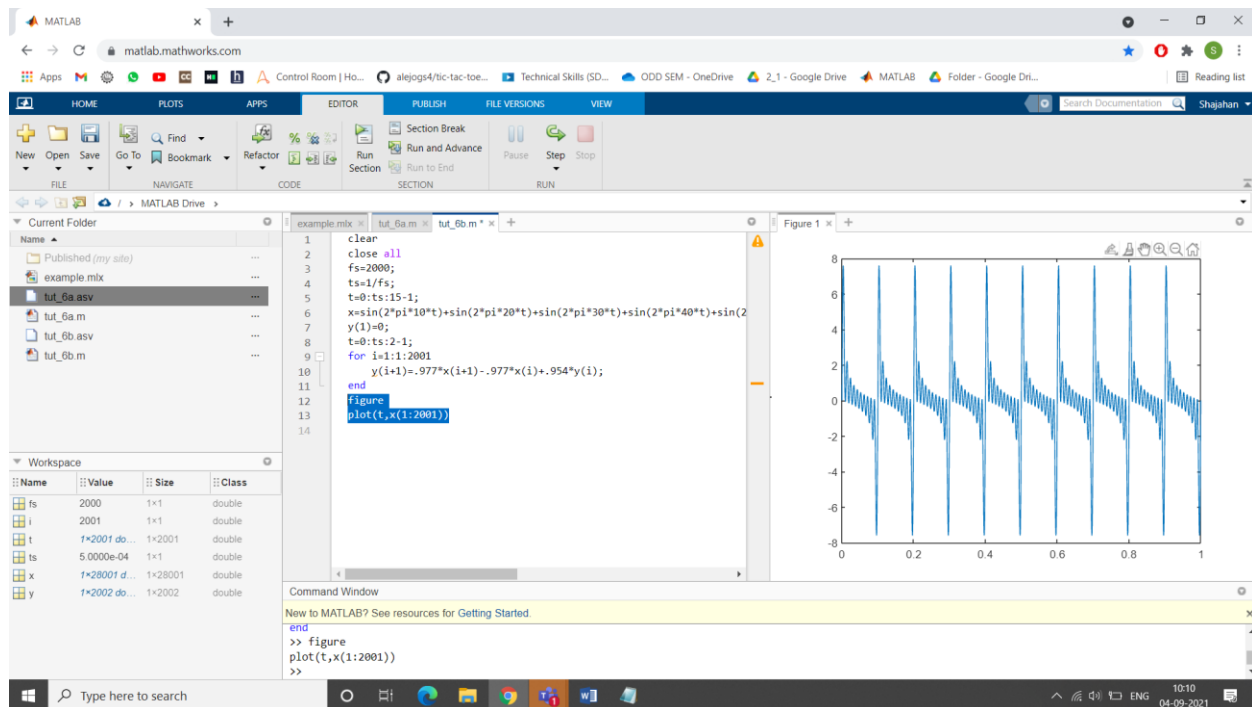 MATLAB
matlab.mathworks.com
S
Apps
CC
h
Control Room | Ho...
alejogs4/tic-tac-toe...
Technical Skills (SD...
ODD SEM - OneDrive
2_1 - Google Drive
MATLAB
Folder - Google Dri...
Reading list
HOME PLOTS APPS EDITOR PUBLISH FILE VERSIONS VIEW
Search Documentation
Shajahan
New Open Save
Go To
Find
Bookmark
Refactor
Run Section
Section Break
Run and Advance
Run to End
Pause Step Stop
FILE NAVIGATE CODE SECTION RUN
/ › MATLAB Drive ›
Current Folder
Name
Published (my site)
example.mlx
tut_6a.asv
tut_6a.m
tut_6b.asv
tut_6b.m
Workspace
Name Value Size Class
fs 2000 1×1 double
i 2001 1×1 double
t 1×2001 do... 1×2001 double
ts 5.0000e-04 1×1 double
x 1×28001 d... 1×28001 double
y 1×2002 do... 1×2002 double
example.mlx × tut_6a.m × tut_6b.m * × +
1 clear
2 close all
3 fs=2000;
4 ts=1/fs;
5 t=0:ts:15-1;
6 x=sin(2*pi*10*t)+sin(2*pi*20*t)+sin(2*pi*30*t)+sin(2*pi*40*t)+sin(2
7 y(1)=0;
8 t=0:ts:2-1;
9 for i=1:1:2001
10 y(i+1)=.977*x(i+1)-.977*x(i)+.954*y(i);
11 end
12 figure
13 plot(t,x(1:2001))
14
Figure 1 × +
8
6
4
2
0
-2
-4
-6
-8
0 0.2 0.4 0.6 0.8 1
Command Window
New to MATLAB? See resources for Getting Started.
end
>> figure
plot(t,x(1:2001))
>>
Type here to search
ENG
10:10
04-09-2021